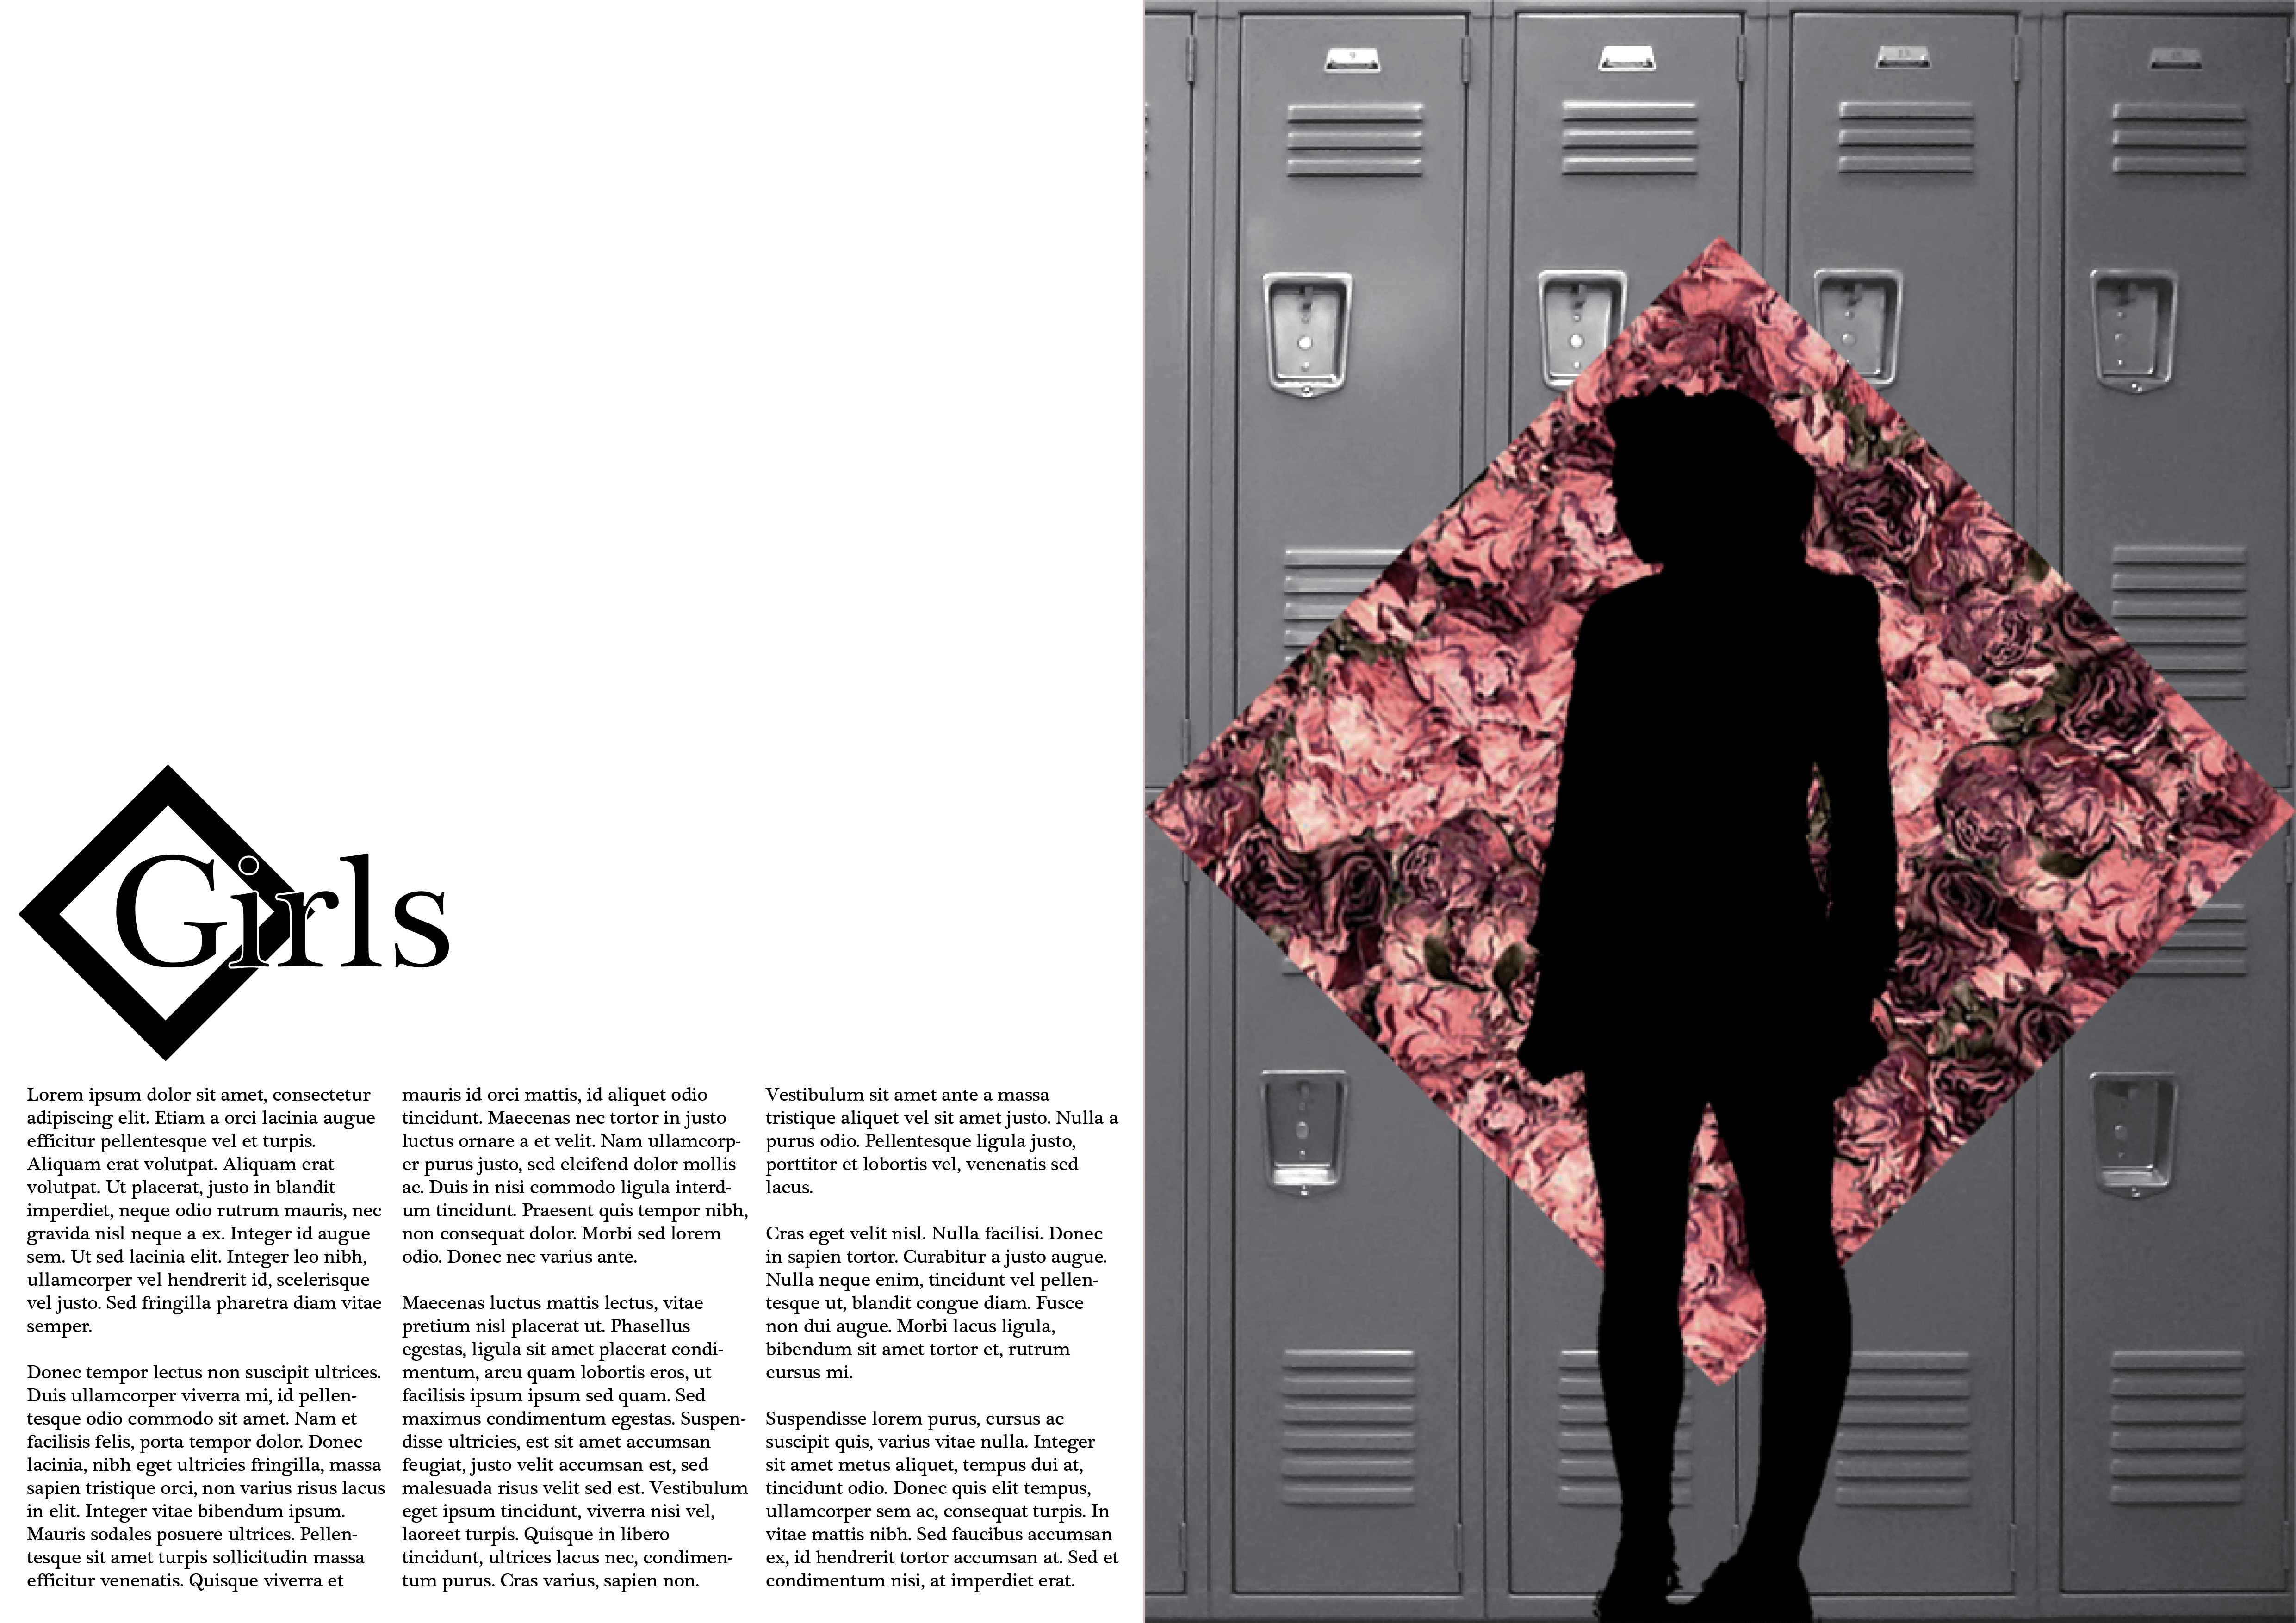 Girls
Lorem ipsum dolor sit amet, consectetur
adipiscing elit. Etiam a orci lacinia augue
efficitur pellentesque vel et turpis.
Aliquam erat volutpat. Aliquam erat
volutpat. Ut placerat, justo in blandit
imperdiet, neque odio rutrum mauris, nec
gravida nisl neque a ex. Integer id augue
sem. Ut sed lacinia elit. Integer leo nibh,
ullamcorper vel hendrerit id, scelerisque
vel justo. Sed fringilla pharetra diam vitae
semper.
Donec tempor lectus non suscipit ultrices.
Duis ullamcorper viverra mi, id pellen-
tesque odio commodo sit amet. Nam et
facilisis felis, porta tempor dolor. Donec
lacinia, nibh eget ultricies fringilla, massa
sapien tristique orci, non varius risus lacus
in elit. Integer vitae bibendum ipsum.
Mauris sodales posuere ultrices. Pellen-
tesque sit amet turpis sollicitudin massa
efficitur venenatis. Quisque viverra et
mauris id orci mattis, id aliquet odio
tincidunt. Maecenas nec tortor in justo
luctus ornare a et velit. Nam ullamcorp-
er purus justo, sed eleifend dolor mollis
ac. Duis in nisi commodo ligula interd-
um tincidunt. Praesent quis tempor nibh,
non consequat dolor. Morbi sed lorem
odio. Donec nec varius ante.
Maecenas luctus mattis lectus, vitae
pretium nisl placerat ut. Phasellus
egestas, ligula sit amet placerat condi-
mentum, arcu quam lobortis eros, ut
facilisis ipsum ipsum sed quam. Sed
maximus condimentum egestas. Suspen-
disse ultricies, est sit amet accumsan
feugiat, justo velit accumsan est, sed
malesuada risus velit sed est. Vestibulum
eget ipsum tincidunt, viverra nisi vel,
laoreet turpis. Quisque in libero
tincidunt, ultrices lacus nec, condimen-
tum purus. Cras varius, sapien non.
Vestibulum sit amet ante a massa
tristique aliquet vel sit amet justo. Nulla a
purus odio. Pellentesque ligula justo,
porttitor et lobortis vel, venenatis sed
lacus.
Cras eget velit nisl. Nulla facilisi. Donec
in sapien tortor. Curabitur a justo augue.
Nulla neque enim, tincidunt vel pellen-
tesque ut, blandit congue diam. Fusce
non dui augue. Morbi lacus ligula,
bibendum sit amet tortor et, rutrum
cursus mi.
Suspendisse lorem purus, cursus ac
suscipit quis, varius vitae nulla. Integer
sit amet metus aliquet, tempus dui at,
tincidunt odio. Donec quis elit tempus,
ullamcorper sem ac, consequat turpis. In
vitae mattis nibh. Sed faucibus accumsan
ex, id hendrerit tortor accumsan at. Sed et
condimentum nisi, at imperdiet erat.